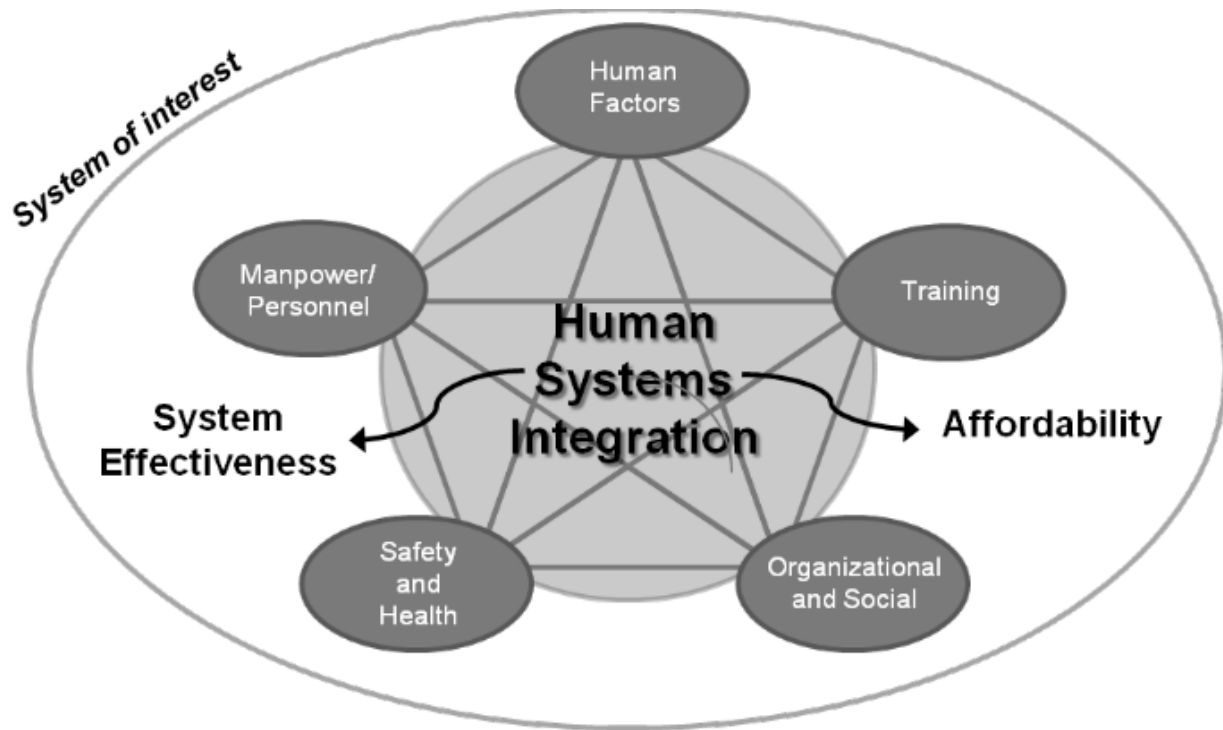 System of interest
Human
Factors
Manpower/
Personnel
Training
Human
Systems
Integration
System
Effectiveness
Affordability
Safety
and
Health
Organizational
and Social